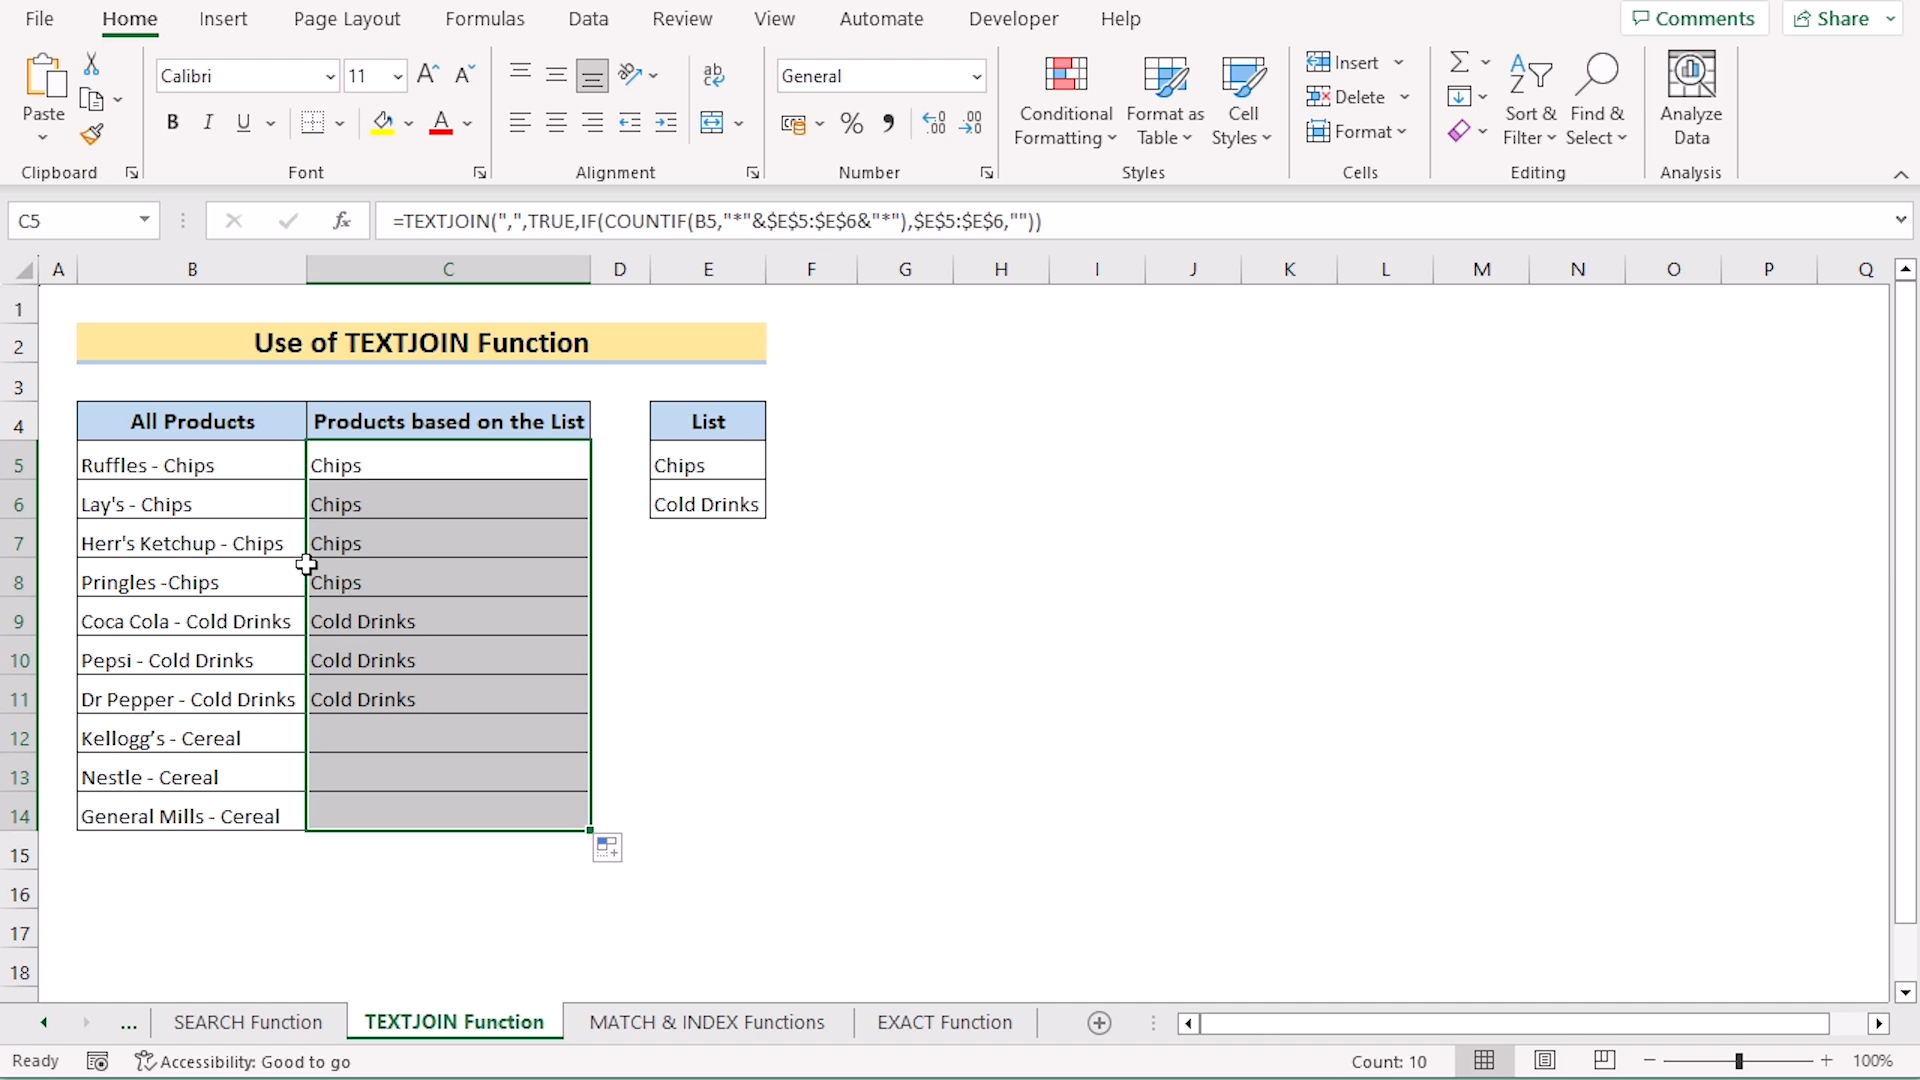 File Home Insert Page Layout Formulas Data Review View Automate Developer Help Comments Share
Calibri 11 General Insert
Paste Conditional Format as Cell Delete Sort & Find & Analyze
Formatting Table Styles Format Filter Select Data
B I U ab % 9 .00 .00
Clipboard Font Alignment Number Styles Cells Editing Analysis
C5 fx =TEXTJOIN(",",TRUE,IF(COUNTIF(B5,"*"&$E$5:$E$6&"*"),$E$5:$E$6,""))
A B C D E F G H I J K L M N O P Q
1
2 Use of TEXTJOIN Function
3
4 All Products Products based on the List List
5 Ruffles - Chips Chips Chips
6 Lay's - Chips Chips Cold Drinks
7 Herr's Ketchup - Chips Chips
8 Pringles -Chips Chips
9 Coca Cola - Cold Drinks Cold Drinks
10 Pepsi - Cold Drinks Cold Drinks
11 Dr Pepper - Cold Drinks Cold Drinks
12 Kellogg’s - Cereal
13 Nestle - Cereal
14 General Mills - Cereal
15
16
17
18
... SEARCH Function TEXTJOIN Function MATCH & INDEX Functions EXACT Function
Ready Accessibility: Good to go Count: 10 100%